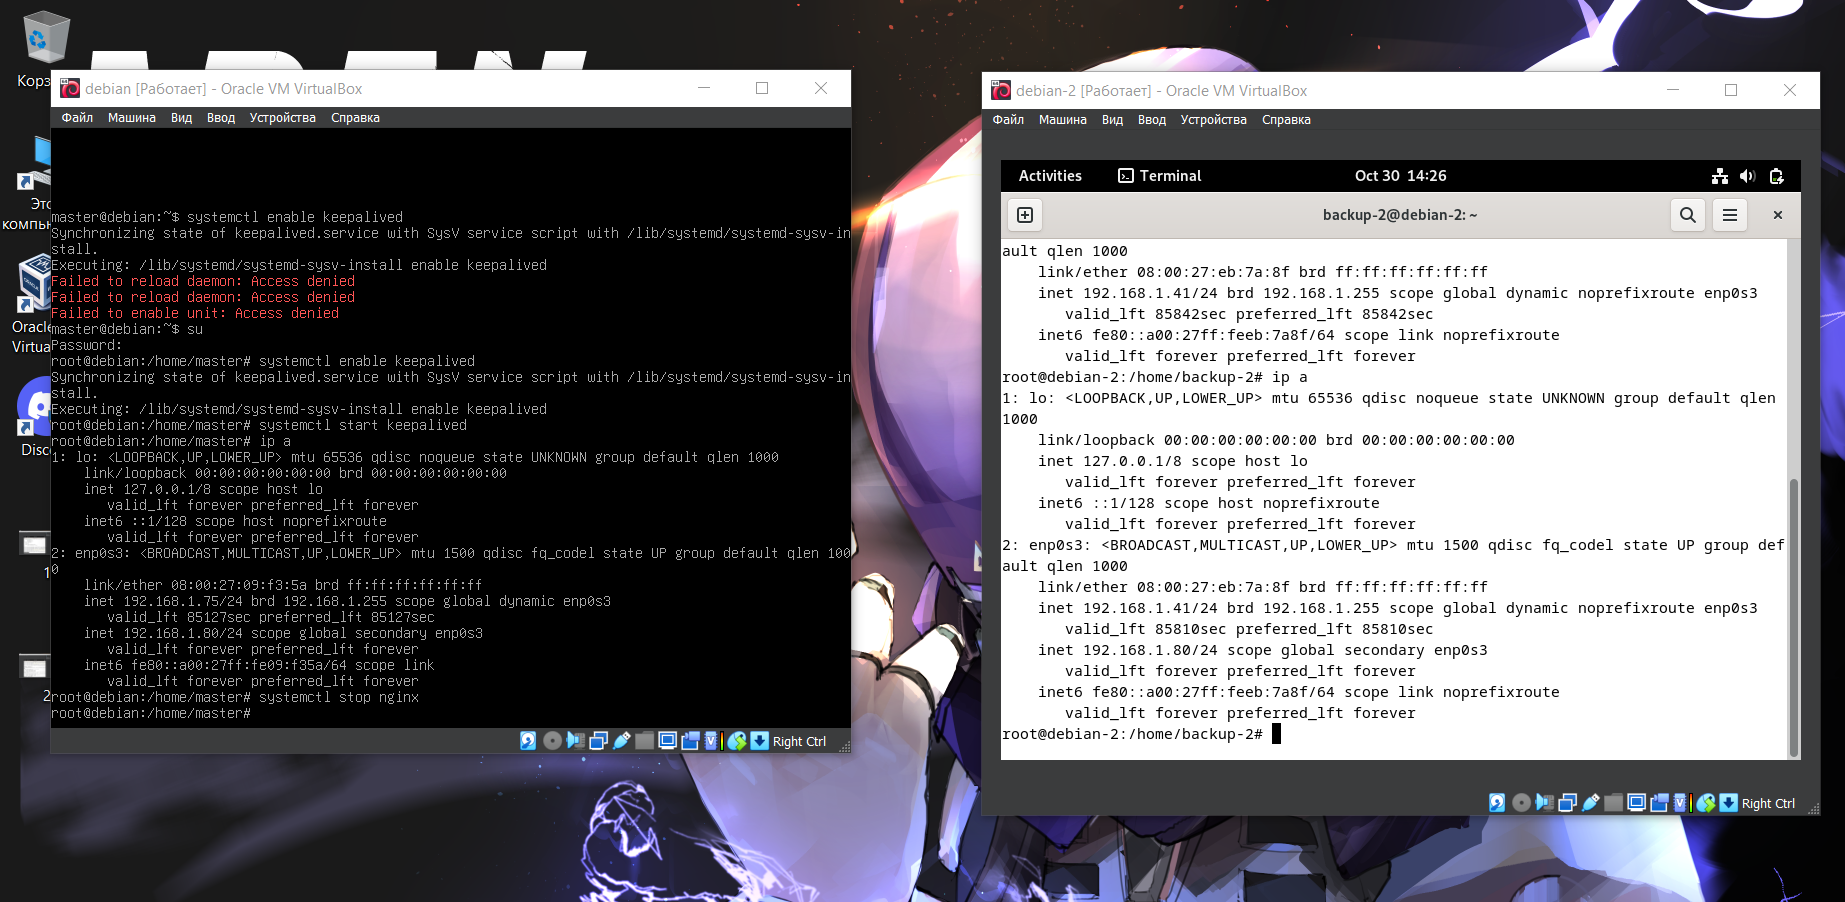 Корз
Это
компь
Oracle
Virtua
Disc
1
2
debian [Работает] - Oracle VM VirtualBox
Файл Машина Вид Ввод Устройства Справка
master@debian:~$ systemctl enable keepalived
Synchronizing state of keepalived.service with SysV service script with /lib/systemd/systemd-sysv-in
stall.
Executing: /lib/systemd/systemd-sysv-install enable keepalived
Failed to reload daemon: Access denied
Failed to reload daemon: Access denied
Failed to enable unit: Access denied
master@debian:~$ su
Password:
root@debian:/home/master# systemctl enable keepalived
Synchronizing state of keepalived.service with SysV service script with /lib/systemd/systemd-sysv-in
stall.
Executing: /lib/systemd/systemd-sysv-install enable keepalived
root@debian:/home/master# systemctl start keepalived
root@debian:/home/master# ip a
1: lo: <LOOPBACK,UP,LOWER_UP> mtu 65536 qdisc noqueue state UNKNOWN group default qlen 1000
link/loopback 00:00:00:00:00:00 brd 00:00:00:00:00:00
inet 127.0.0.1/8 scope host lo
valid_lft forever preferred_lft forever
inet6 ::1/128 scope host noprefixroute
valid_lft forever preferred_lft forever
2: enp0s3: <BROADCAST,MULTICAST,UP,LOWER_UP> mtu 1500 qdisc fq_codel state UP group default qlen 100
0
link/ether 08:00:27:09:f3:5a brd ff:ff:ff:ff:ff:ff
inet 192.168.1.75/24 brd 192.168.1.255 scope global dynamic enp0s3
valid_lft 85127sec preferred_lft 85127sec
inet 192.168.1.80/24 scope global secondary enp0s3
valid_lft forever preferred_lft forever
inet6 fe80::a00:27ff:fe09:f35a/64 scope link
valid_lft forever preferred_lft forever
root@debian:/home/master# systemctl stop nginx
root@debian:/home/master#
Right Ctrl
debian-2 [Работает] - Oracle VM VirtualBox
Файл Машина Вид Ввод Устройства Справка
Activities Terminal Oct 30 14:26
backup-2@debian-2: ~
ault qlen 1000
link/ether 08:00:27:eb:7a:8f brd ff:ff:ff:ff:ff:ff
inet 192.168.1.41/24 brd 192.168.1.255 scope global dynamic noprefixroute enp0s3
valid_lft 85842sec preferred_lft 85842sec
inet6 fe80::a00:27ff:feeb:7a8f/64 scope link noprefixroute
valid_lft forever preferred_lft forever
root@debian-2:/home/backup-2# ip a
1: lo: <LOOPBACK,UP,LOWER_UP> mtu 65536 qdisc noqueue state UNKNOWN group default qlen
1000
link/loopback 00:00:00:00:00:00 brd 00:00:00:00:00:00
inet 127.0.0.1/8 scope host lo
valid_lft forever preferred_lft forever
inet6 ::1/128 scope host noprefixroute
valid_lft forever preferred_lft forever
2: enp0s3: <BROADCAST,MULTICAST,UP,LOWER_UP> mtu 1500 qdisc fq_codel state UP group def
ault qlen 1000
link/ether 08:00:27:eb:7a:8f brd ff:ff:ff:ff:ff:ff
inet 192.168.1.41/24 brd 192.168.1.255 scope global dynamic noprefixroute enp0s3
valid_lft 85810sec preferred_lft 85810sec
inet 192.168.1.80/24 scope global secondary enp0s3
valid_lft forever preferred_lft forever
inet6 fe80::a00:27ff:feeb:7a8f/64 scope link noprefixroute
valid_lft forever preferred_lft forever
root@debian-2:/home/backup-2#
Right Ctrl